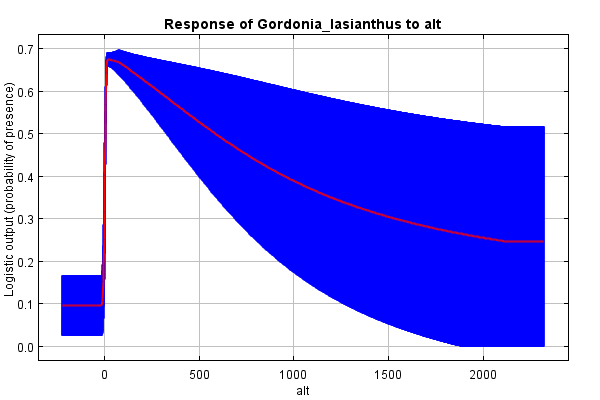 Response of Gordonia_lasianthus to alt
Logistic output (probability of presence)
0.7
0.6
0.5
0.4
0.3
0.2
0.1
0.0
0 500 1000 1500 2000
alt